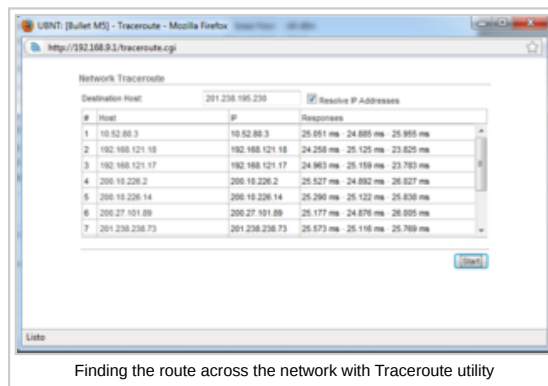 UBNT: [Bullet M5] - Traceroute - Mozilla Firefox
http://192.168.9.1/traceroute.cgi
Network Traceroute
Destination Host: 201.238.195.230 Resolve IP Addresses
# Host IP Responses
1 10.52.80.3 10.52.80.3 25.051 ms - 24.885 ms - 25.955 ms
2 192.168.121.18 192.168.121.18 24.258 ms - 25.125 ms - 23.825 ms
3 192.168.121.17 192.168.121.17 24.963 ms - 25.159 ms - 23.783 ms
4 200.10.226.2 200.10.226.2 25.527 ms - 24.892 ms - 26.827 ms
5 200.10.226.14 200.10.226.14 25.290 ms - 25.122 ms - 25.838 ms
6 200.27.101.89 200.27.101.89 25.177 ms - 24.876 ms - 26.005 ms
7 201.238.238.73 201.238.238.73 25.573 ms - 25.116 ms - 25.769 ms
Start
Listo
Finding the route across the network with Traceroute utility